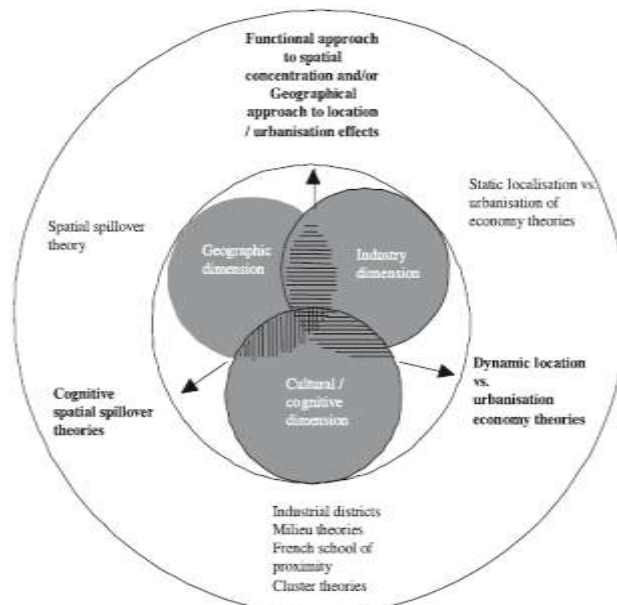 Functional approach
to spatial
concentration and/or
Geographical
approach to location
/ urbanisation effects
Static localisation vs.
urbanisation of
economy theories
Spatial spillover
theory
Geographic
dimension
Industry
dimension
Cultural /
cognitive
dimension
Cognitive
spatial spillover
theories
Dynamic location
vs.
urbanisation
economy theories
Industrial districts
Milieu theories
French school of
proximity
Cluster theories